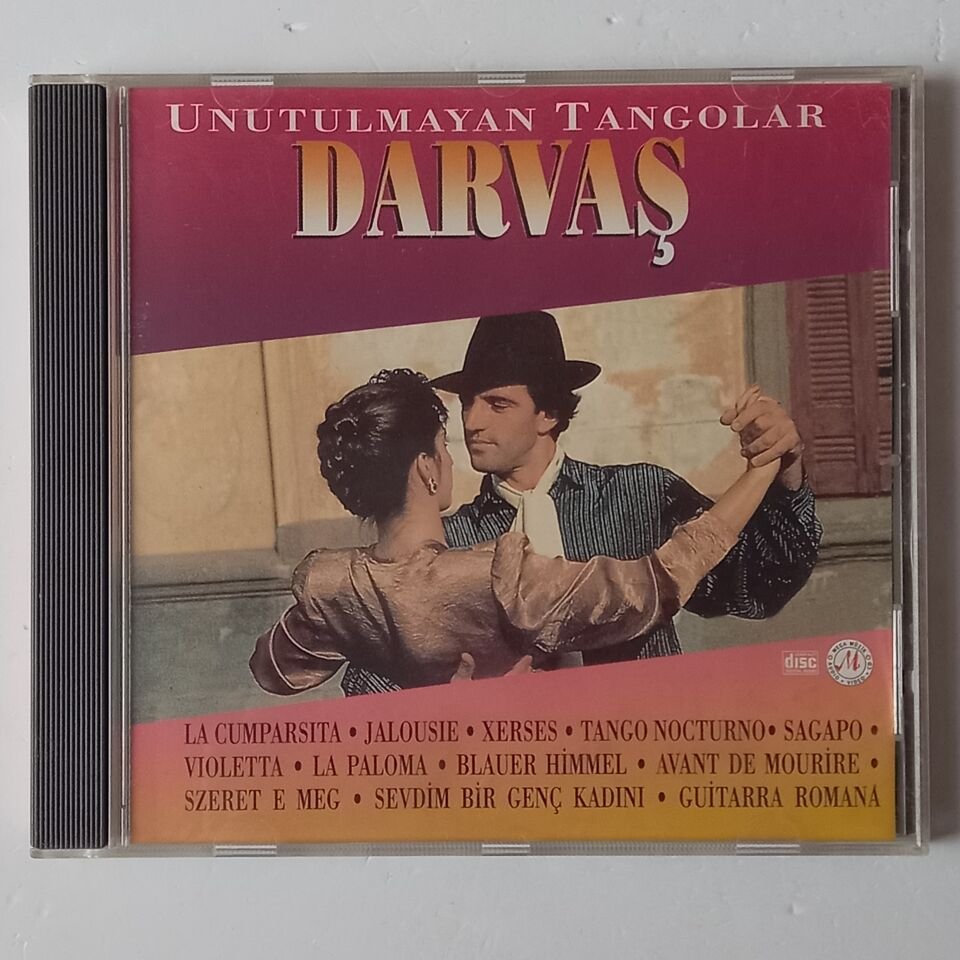 UNUTULMAYAN TANGOLAR
DARVAŞ
disc
LA CUMPARSITA • JALOUSIE • XERSES • TANGO NOCTURNO • SAGAPO •
VIOLETTA • LA PALOMA • BLAUER HİMMEL • AVANT DE MOURİRE •
SZERET E MEG • SEVDİM BİR GENÇ KADINI • GUİTARRA ROMANA